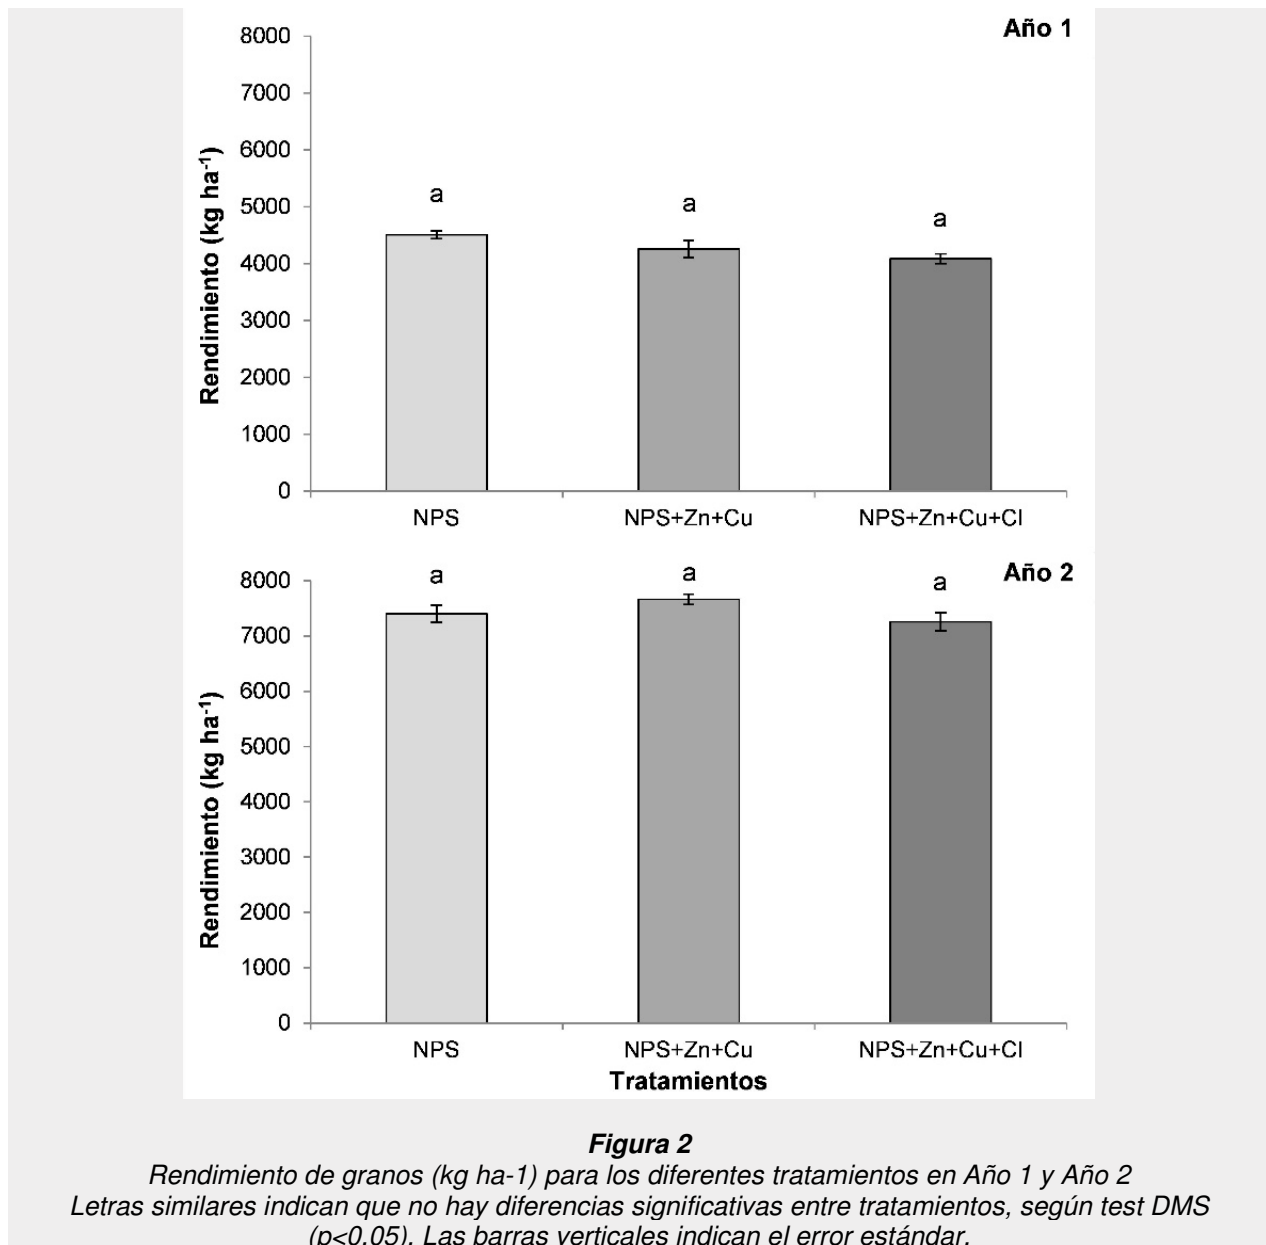 Año 1
8000
7000
6000
5000
4000
3000
2000
1000
0
Rendimiento (kg ha-1)
a
a
a
NPS
NPS+Zn+Cu
NPS+Zn+Cu+Cl
Año 2
8000
7000
6000
5000
4000
3000
2000
1000
0
Rendimiento (kg ha-1)
a
a
a
NPS
NPS+Zn+Cu
NPS+Zn+Cu+Cl
Tratamientos
Figura 2
Rendimiento de granos (kg ha-1) para los diferentes tratamientos en Año 1 y Año 2
Letras similares indican que no hay diferencias significativas entre tratamientos, según test DMS
(p<0.05). Las barras verticales indican el error estándar.